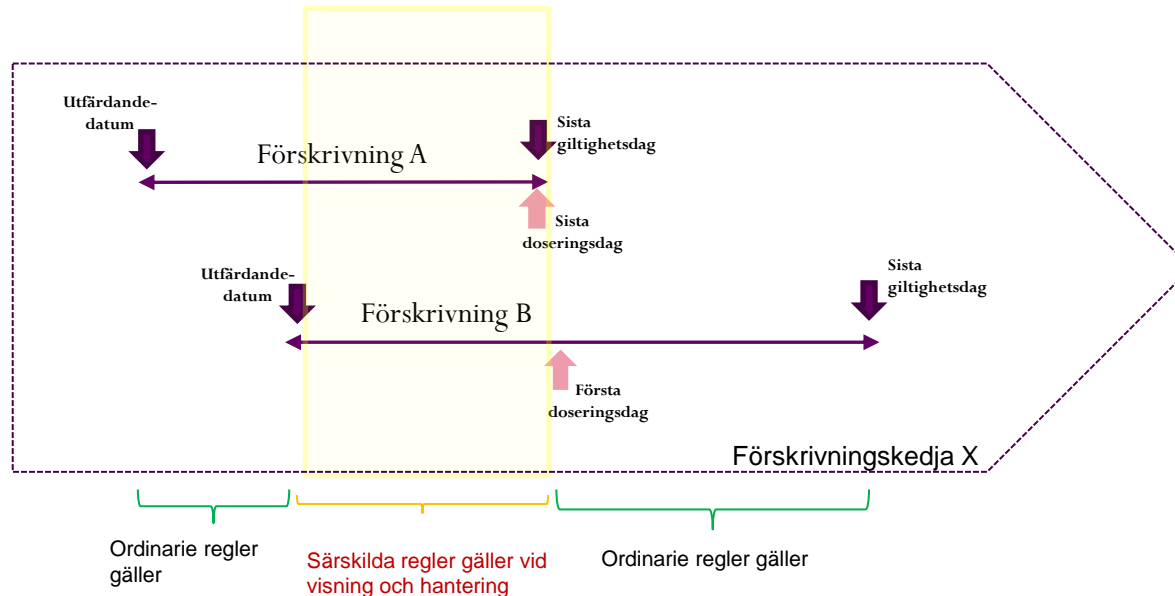 Utfärdande-
datum
Förskrivning A
Sista
giltighetsdag
Sista
doseringsdag
Utfärdande-
datum
Förskrivning B
Sista
giltighetsdag
Första
doseringsdag
Förskrivningskedja X
Ordinarie regler
gäller
Särskilda regler gäller vid
visning och hantering
Ordinarie regler gäller